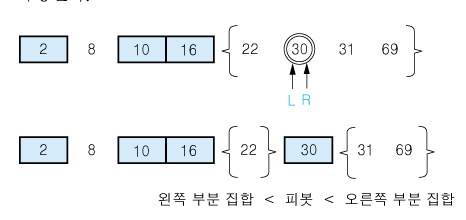 2 8 10 16 { 22 30 31 69 }
L R
2 8 10 16 { 22 } 30 { 31 69 }
왼쪽 부분 집합 < 피봇 < 오른쪽 부분 집합